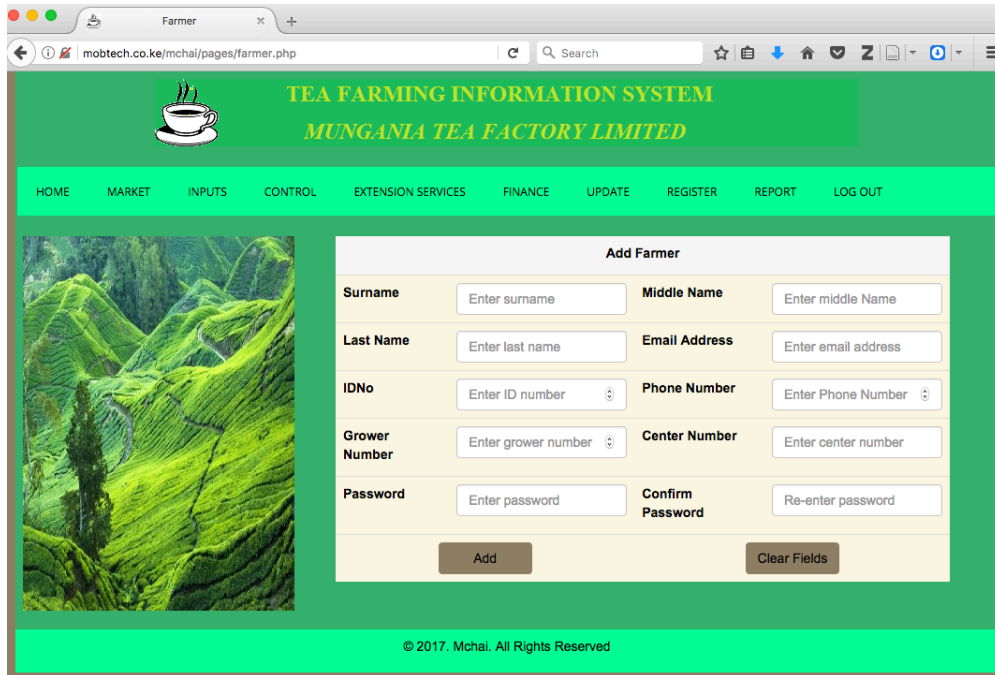 Farmer
mobtech.co.ke/mchai/pages/farmer.php
Search
TEA FARMING INFORMATION SYSTEM
MUNGANIA TEA FACTORY LIMITED
HOME MARKET INPUTS CONTROL EXTENSION SERVICES FINANCE UPDATE REGISTER REPORT LOG OUT
Add Farmer
Surname Enter surname Middle Name Enter middle Name
Last Name Enter last name Email Address Enter email address
IDNo Enter ID number Phone Number Enter Phone Number
Grower Number Enter grower number Center Number Enter center number
Password Enter password Confirm Password Re-enter password
Add Clear Fields
© 2017. Mchai. All Rights Reserved